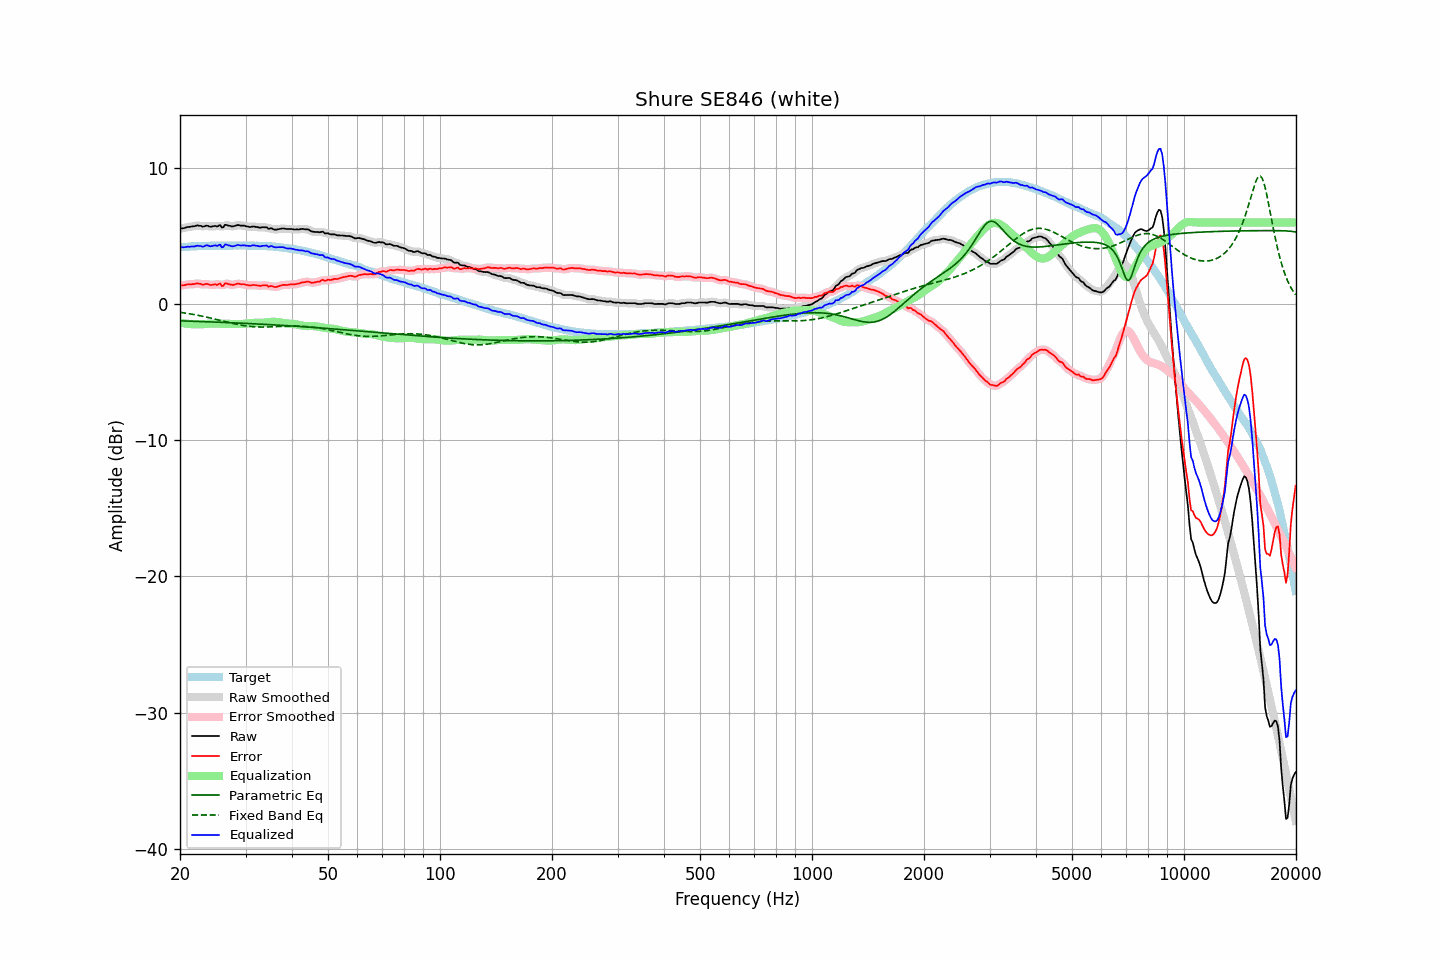 Shure SE846 (white)
Amplitude (dBr)
10
0
−10
−20
−30
−40
Target
Raw Smoothed
Error Smoothed
Raw
Error
Equalization
Parametric Eq
Fixed Band Eq
Equalized
20 50 100 200 500 1000 2000 5000 10000 20000
Frequency (Hz)